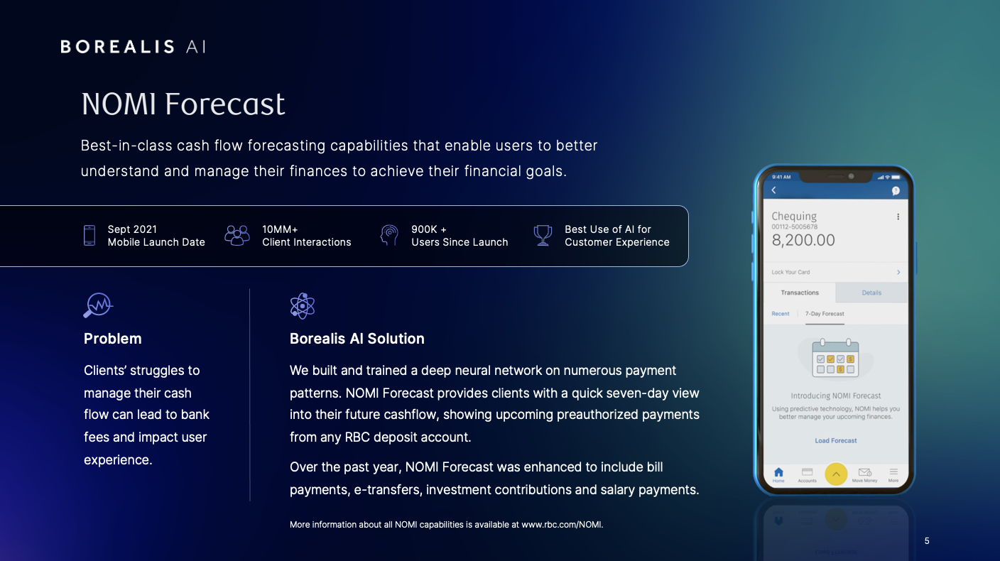 BOREALIS AI
NOMI Forecast
Best-in-class cash flow forecasting capabilities that enable users to better
understand and manage their finances to achieve their financial goals.
Sept 2021
Mobile Launch Date
10MM+
Client Interactions
900K +
Users Since Launch
Best Use of AI for
Customer Experience
Problem
Clients’ struggles to
manage their cash
flow can lead to bank
fees and impact user
experience.
Borealis AI Solution
We built and trained a deep neural network on numerous payment
patterns. NOMI Forecast provides clients with a quick seven-day view
into their future cashflow, showing upcoming preauthorized payments
from any RBC deposit account.
Over the past year, NOMI Forecast was enhanced to include bill
payments, e-transfers, investment contributions and salary payments.
More information about all NOMI capabilities is available at www.rbc.com/NOMI.
9:41 AM
Chequing
00112-5005678
8,200.00
Lock Your Card
Transactions
Details
Recent
7-Day Forecast
Introducing NOMI Forecast
Using predictive technology, NOMI helps you
better manage your upcoming finances.
Load Forecast
Home
Accounts
Move Money
More
5